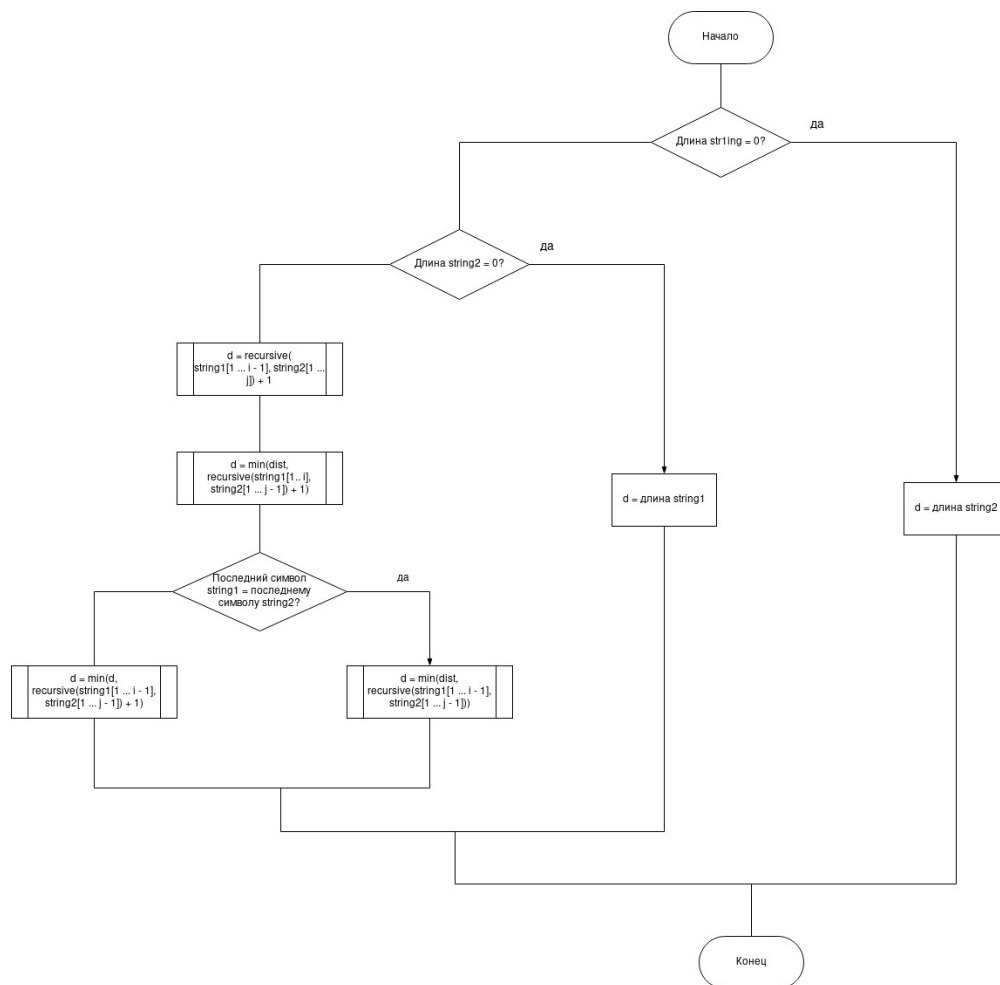 Начало
Длина str1ing = 0?
да
Длина string2 = 0?
да
d = recursive(
string1[1 ... i - 1], string2[1 ...
j]) + 1
d = min(dist,
recursive(string1[1.. i],
string2[1 ... j - 1]) + 1)
d = длина string1
d = длина string2
Последний символ
string1 = последнему
символу string2?
да
d = min(d,
recursive(string1[1 ... i - 1],
string2[1 ... j - 1]) + 1)
d = min(dist,
recursive(string1[1 ... i - 1],
string2[1 ... j - 1]))
Конец